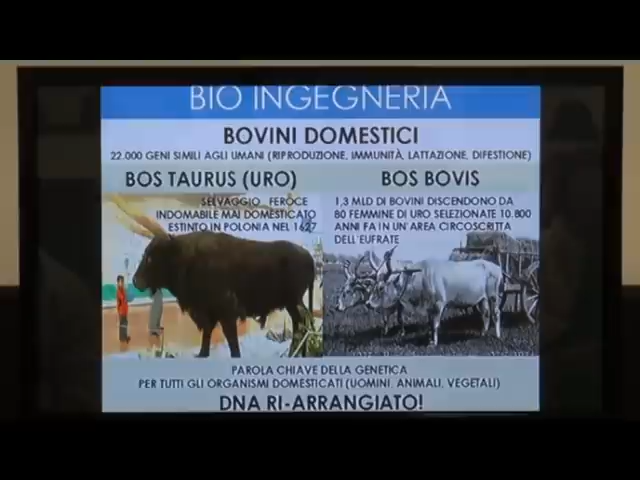 BIO INGEGNERIA
BOVINI DOMESTICI
22.000 GENI SIMILI AGLI UMANI (RIPRODUZIONE, IMMUNITÀ, LATTAZIONE, DIFESTIONE)
BOS TAURUS (URO)
SELVAGGIO FEROCE
INDOMABILE MAI DOMESTICATO
ESTINTO IN POLONIA NEL 1627
BOS BOVIS
1,3 MLD DI BOVINI DISCENDONO DA
80 FEMMINE DI URO SELEZIONATE 10.800
ANNI FA IN UN AREA CIRCOSCRITTA
DELL'EUFRATE
PAROLA CHIAVE DELLA GENETICA
PER TUTTI GLI ORGANISMI DOMESTICATI (UOMINI, ANIMALI, VEGETALI)
DNA RI-ARRANGIATO!